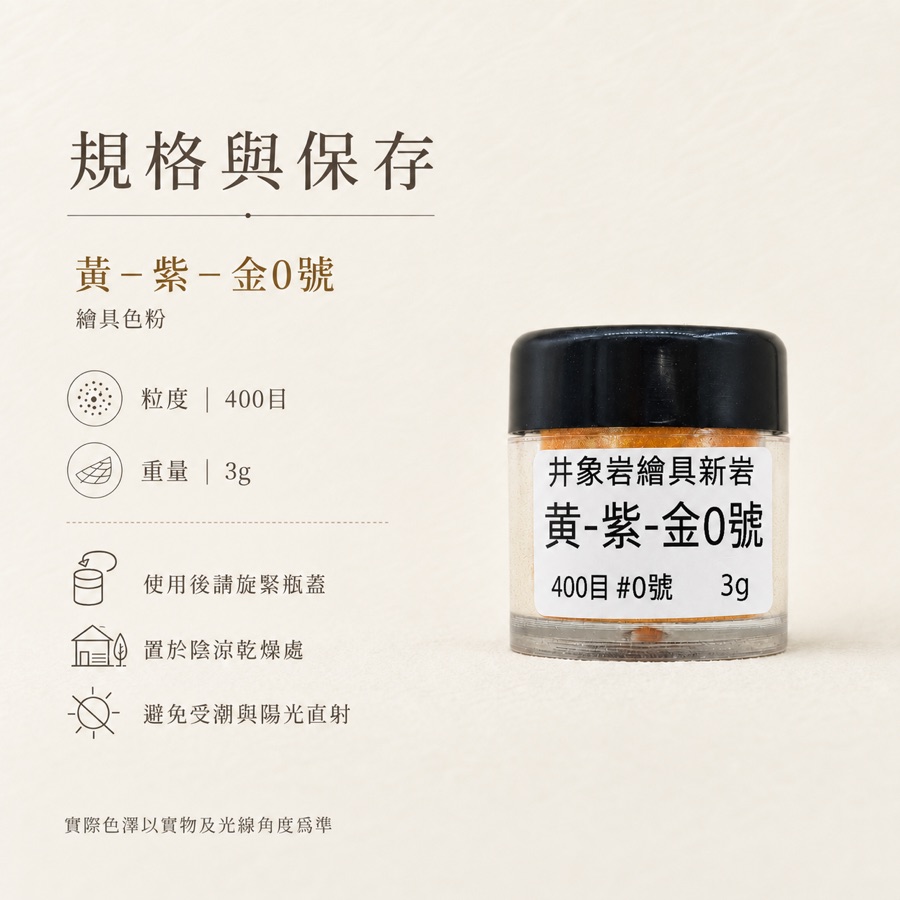 規格與保存
黃－紫－金0號
繪具色粉
粒度｜400目
重量｜3g
使用後請旋緊瓶蓋
置於陰涼乾燥處
避免受潮與陽光直射
實際色澤以實物及光線角度為準
井象岩繪具新岩
黃-紫-金0號
400目 #0號 3g